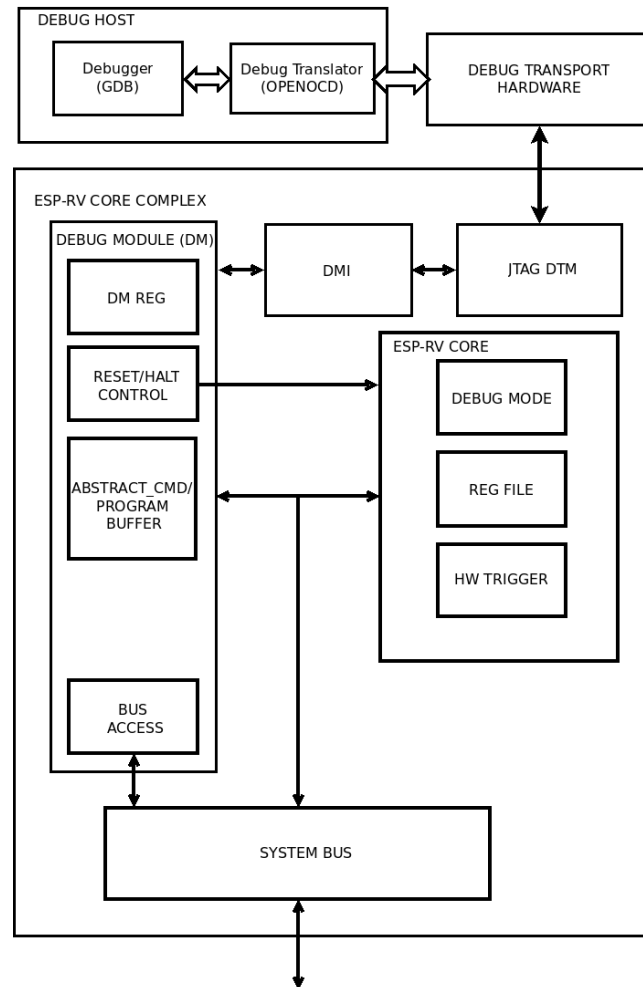 DEBUG HOST
Debugger
(GDB)
Debug Translator
(OPENOCD)
DEBUG TRANSPORT
HARDWARE
ESP-RV CORE COMPLEX
DEBUG MODULE (DM)
DM REG
RESET/HALT
CONTROL
ABSTRACT_CMD/
PROGRAM
BUFFER
BUS
ACCESS
DMI
JTAG DTM
ESP-RV CORE
DEBUG MODE
REG FILE
HW TRIGGER
SYSTEM BUS